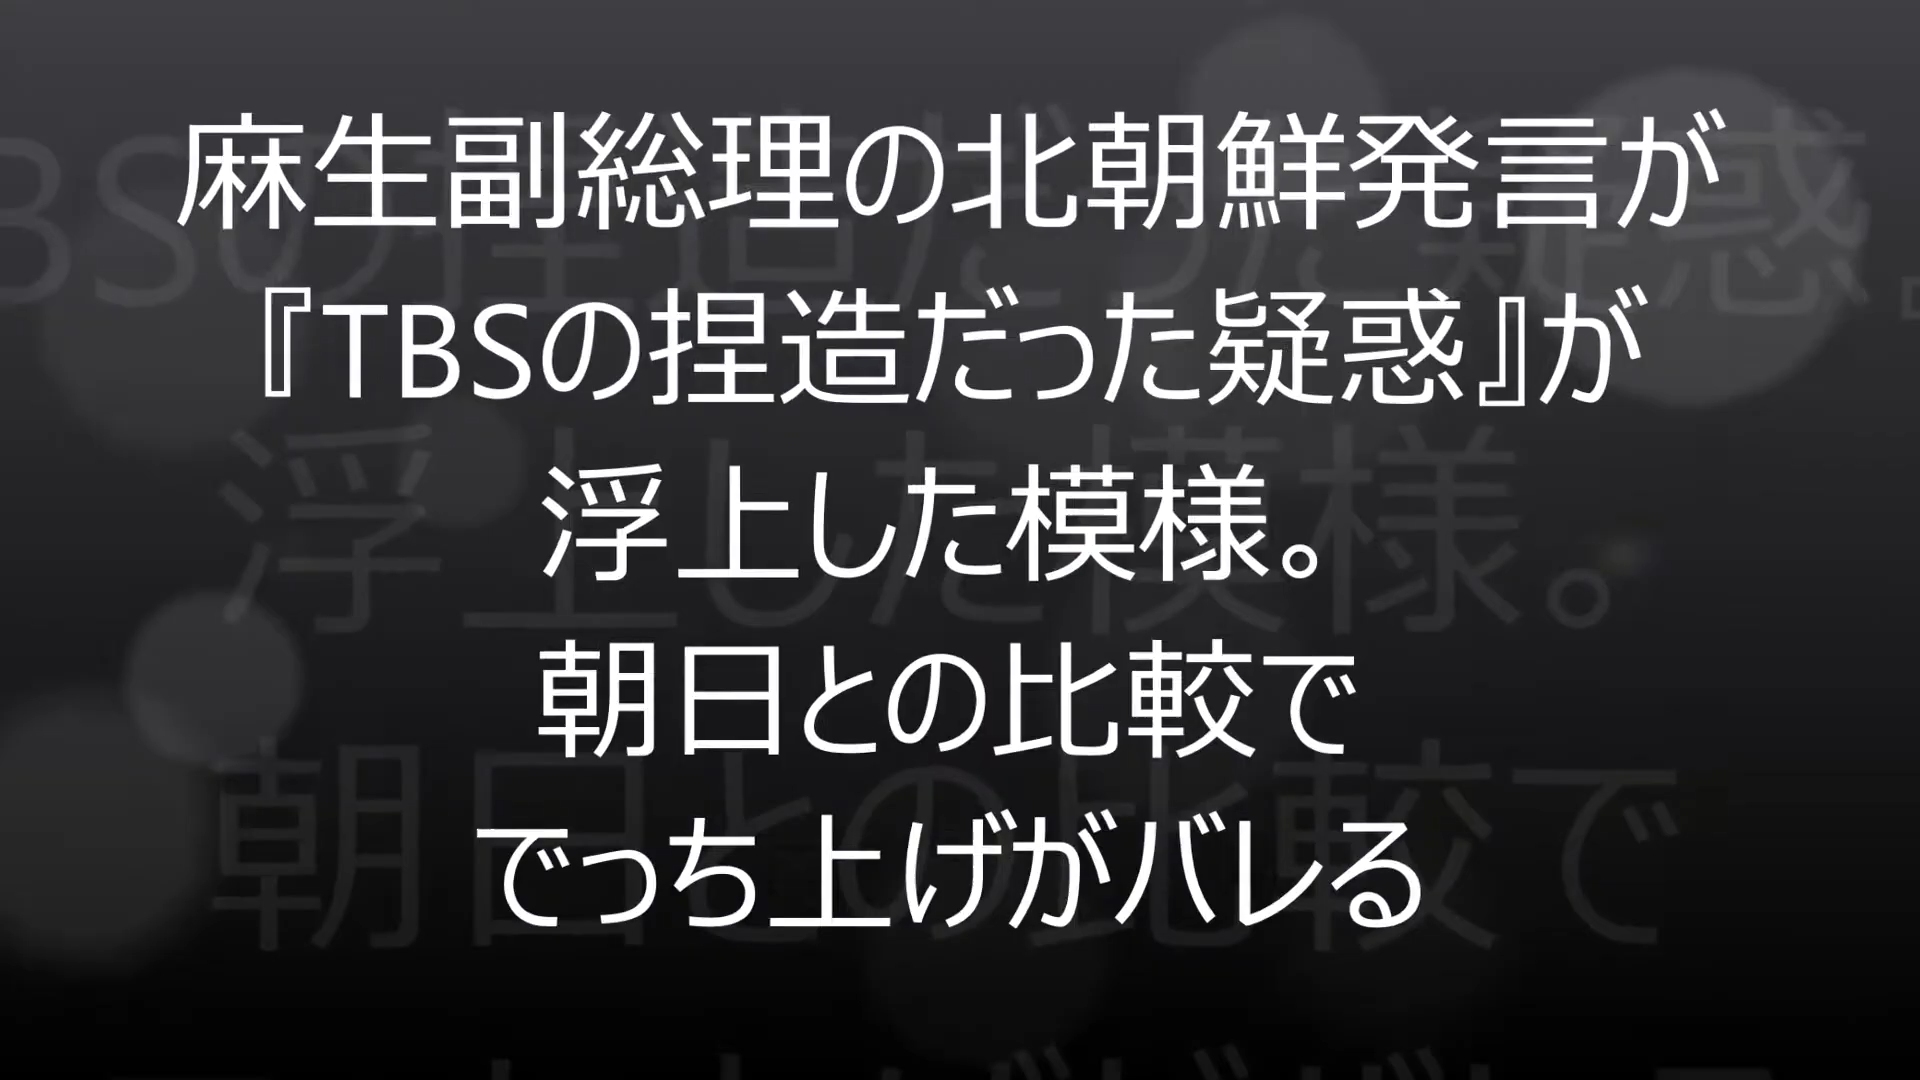 麻生副総理の北朝鮮発言が
『TBSの捏造だった疑惑』が
浮上した模様。
朝日との比較で
でっち上げがバレる